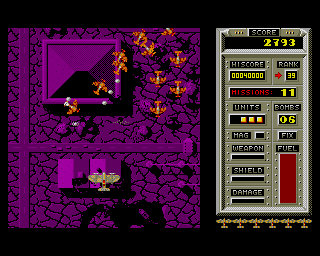 SCORE
2793
HISCORE RANK
00040000 39
MISSIONS: 11
UNITS BOMBS
06
MAG FIX
WEAPON FUEL
SHIELD
DAMAGE